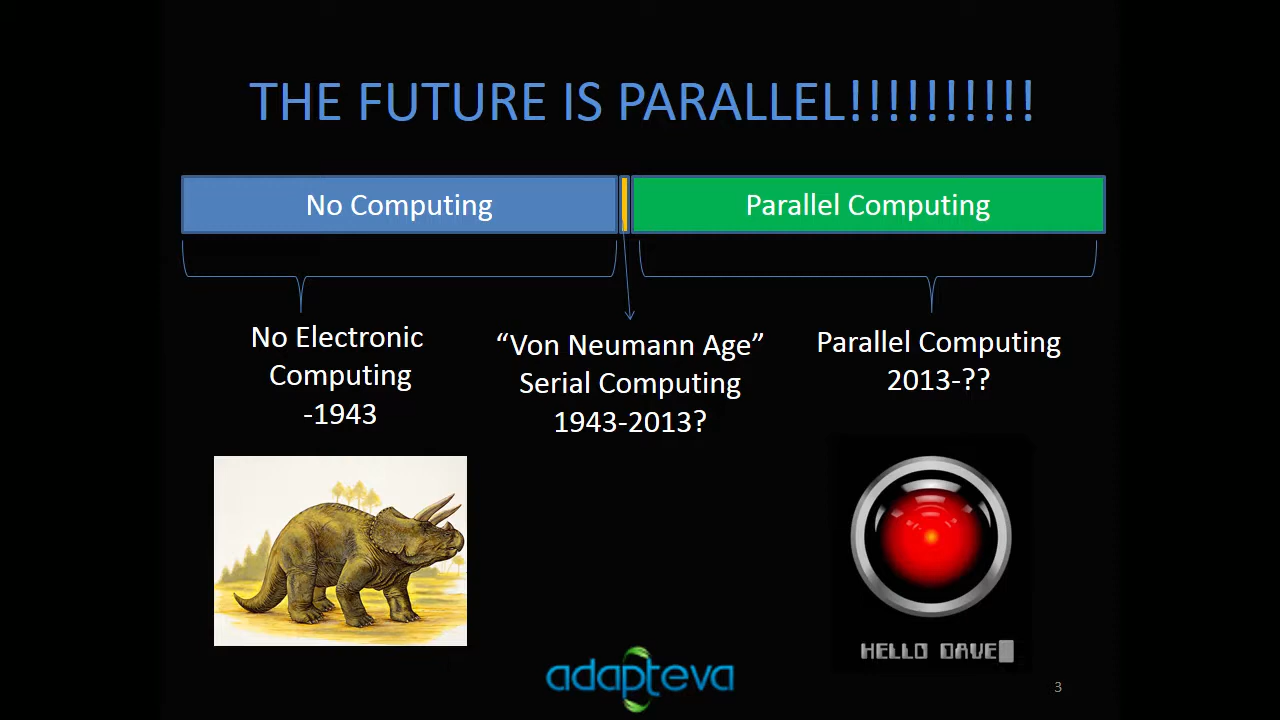 THE FUTURE IS PARALLEL!!!!!!!!!!
No Computing
Parallel Computing
No Electronic
Computing
-1943
“Von Neumann Age”
Serial Computing
1943-2013?
Parallel Computing
2013-??
HELLO DAVE
adapteva
3